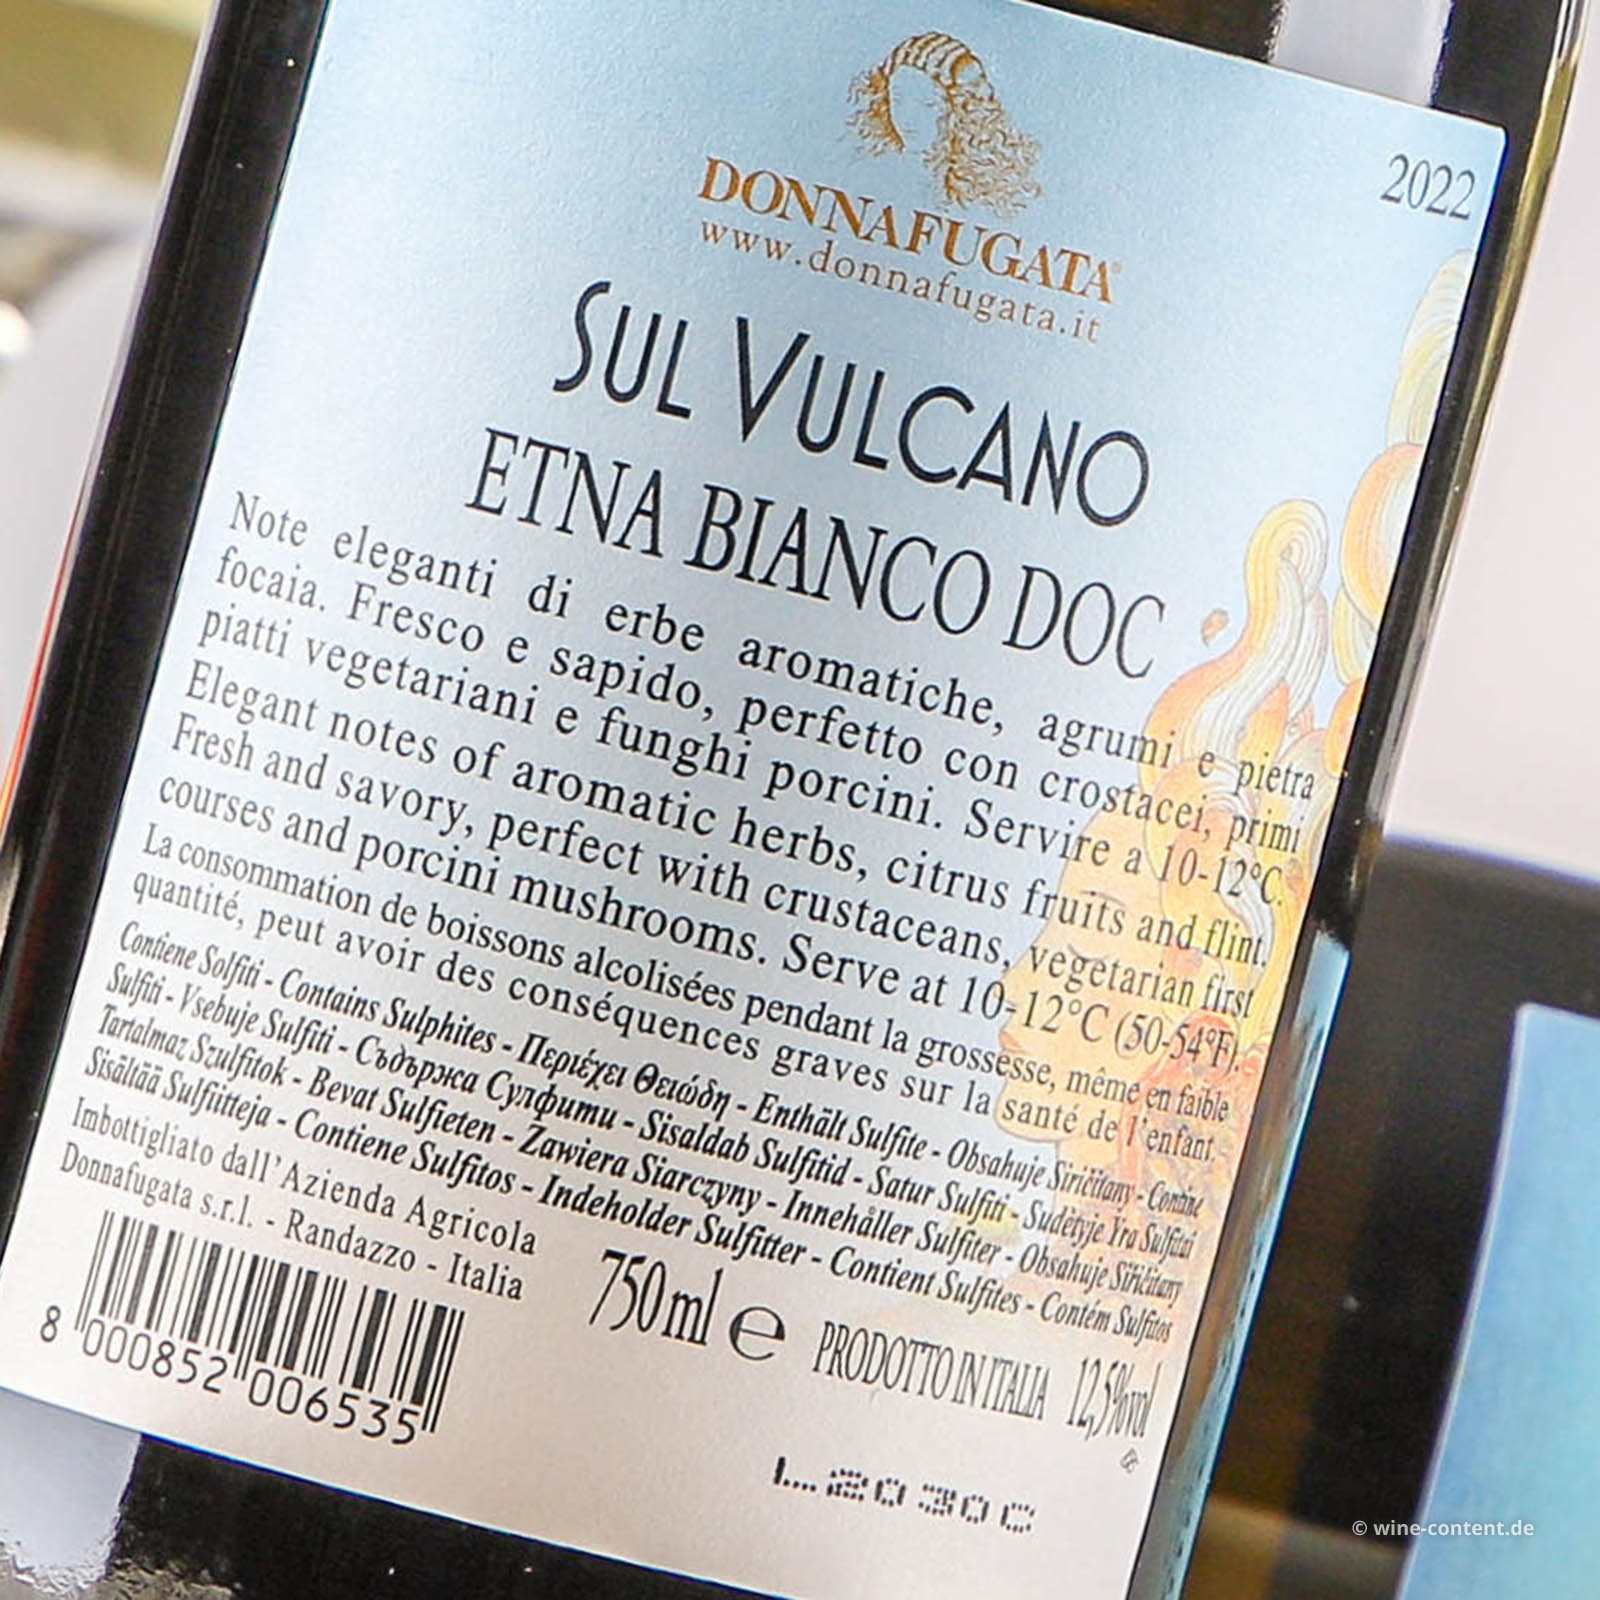 2022
DONNAFUGATA®
www.donnafugata.it
SUL VULCANO
ETNA BIANCO DOC
Note eleganti di erbe aromatiche, agrumi e pietra
focaia. Fresco e sapido, perfetto con crostacei, primi
piatti vegetariani e funghi porcini. Servire a 10-12°C.
Elegant notes of aromatic herbs, citrus fruits and flint.
Fresh and savory, perfect with crustaceans, vegetarian first
courses and porcini mushrooms. Serve at 10-12°C (50-54°F).
La consommation de boissons alcolisées pendant la grossesse, même en faible
quantité, peut avoir des conséquences graves sur la santé de l'enfant.
Contiene Solfiti - Contains Sulphites - Περιέχει Θειώδη - Enthält Sulfite - Obsahuje Siričitany - Contine
Sulfiti - Vsebuje Sulfiti - Съдържа Сулфити - Sisaldab Sulfitid - Satur Sulfiti - Sudėtyje Yra Sulfitai
Tartalmaz Szulfitok - Bevat Sulfieten - Zawiera Siarczyny - Innehåller Sulfiter - Obsahuje Siřičitany
Sisältää Sulfiitteja - Contiene Sulfitos - Indeholder Sulfitter - Contient Sulfites - Contém Sulfitos
Imbottigliato dall'Azienda Agricola
Donnafugata s.r.l. - Randazzo - Italia
750 ml e PRODOTTO IN ITALIA 12,5%vol
8 000852 006535
L2030C
© wine-content.de